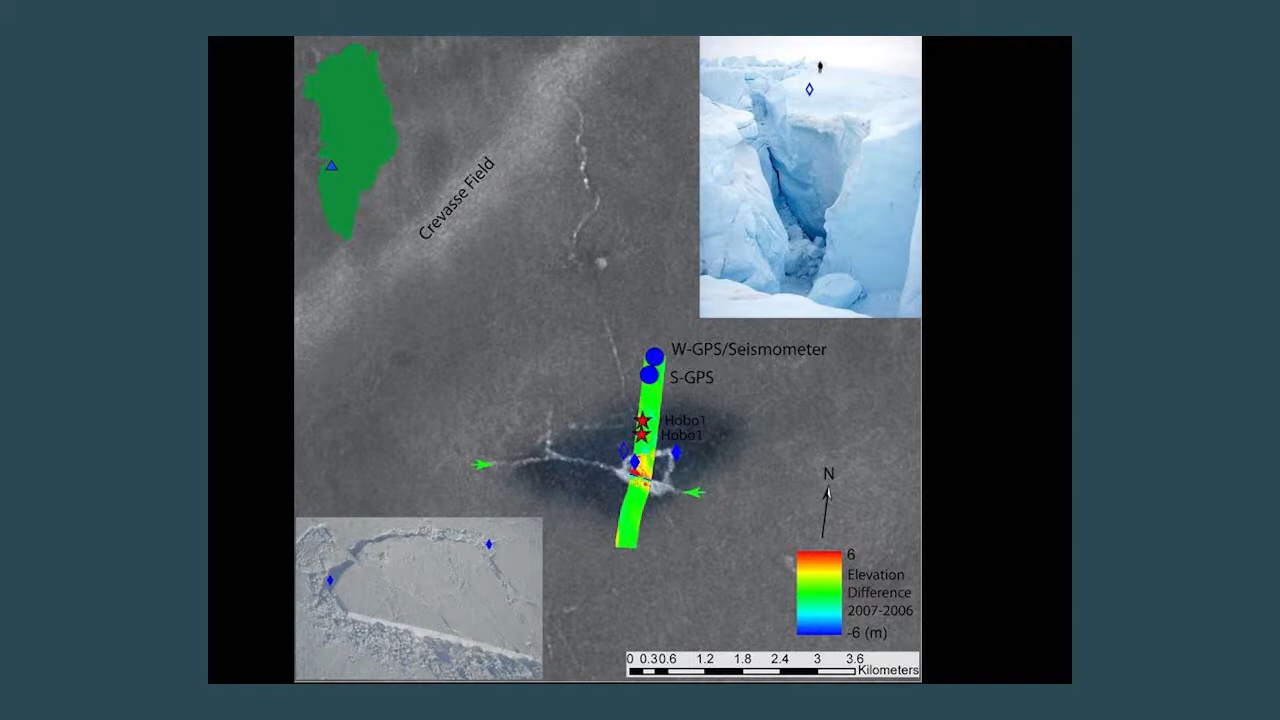 Crevasse Field
W-GPS/Seismometer
S-GPS
Hobo1
Hobo1
N
6
Elevation
Difference
2007-2006
-6 (m)
0 0.30.6 1.2 1.8 2.4 3 3.6
Kilometers